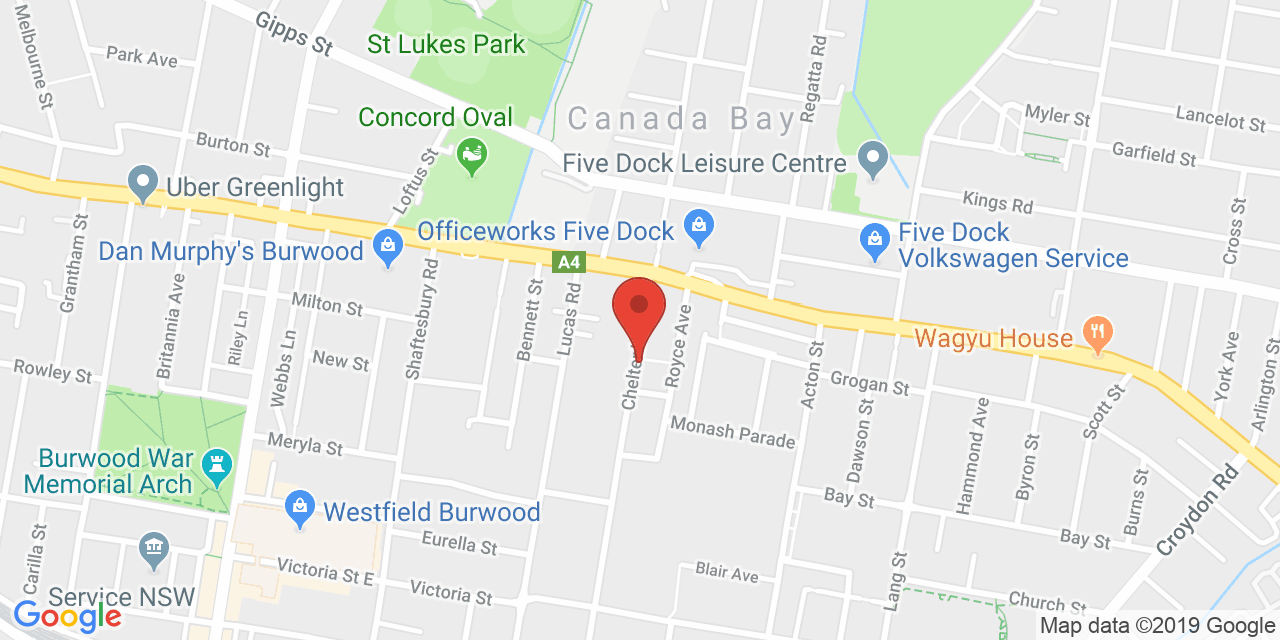 Melbourne St
Park Ave
Gipps St
St Lukes Park
Regatta Rd
Concord Oval
Canada Bay
Myler St
Lancelot St
Burton St
Garfield St
Loftus St
Five Dock Leisure Centre
Uber Greenlight
Kings Rd
Cross St
Grantham St
Officeworks Five Dock
Five Dock
Volkswagen Service
Dan Murphy's Burwood
A4
Britannia Ave
Riley Ln
Milton St
Shaftesbury Rd
Bennett St
Lucas Rd
Royce Ave
Wagyu House
Webbs Ln
New St
Rowley St
Acton St
Grogan St
York Ave
Arlington St
Scott St
Monash Parade
Meryla St
Dawson St
Hammond Ave
Byron St
Burwood War
Memorial Arch
Westfield Burwood
Bay St
Burns St
Croydon Rd
Bay St
Carilla St
Eurella St
Victoria St E
Victoria St
Blair Ave
Lang St
Church St
Service NSW
Google
Map data ©2019 Google